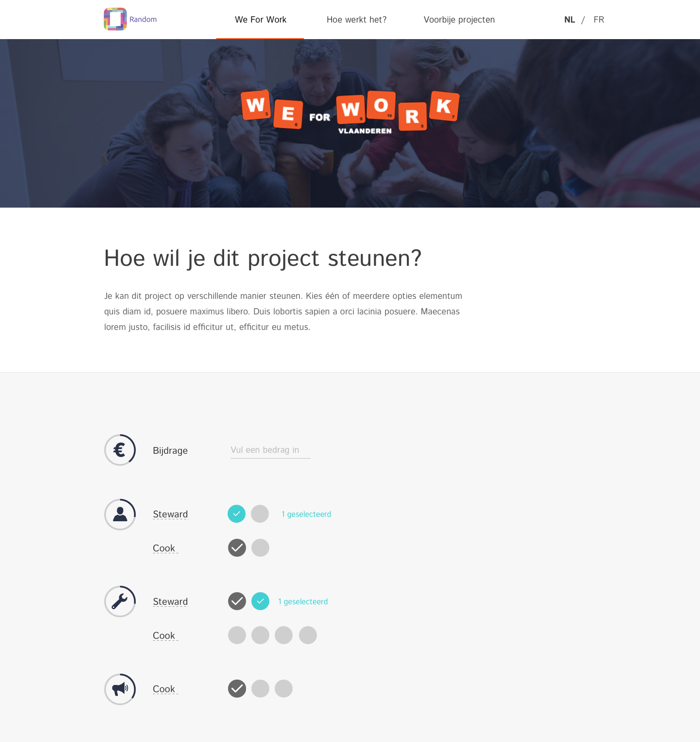 Random
We For Work
Hoe werkt het?
Voorbije projecten
NL / FR
WE FOR WORK
VLAANDEREN
Hoe wil je dit project steunen?
Je kan dit project op verschillende manier steunen. Kies één of meerdere opties elementum
quis diam id, posuere maximus libero. Duis lobortis sapien a orci lacinia posuere. Maecenas
lorem justo, facilisis id efficitur ut, efficitur eu metus.
€
Bijdrage
Vul een bedrag in
Steward
1 geselecteerd
Cook
Steward
1 geselecteerd
Cook
Cook